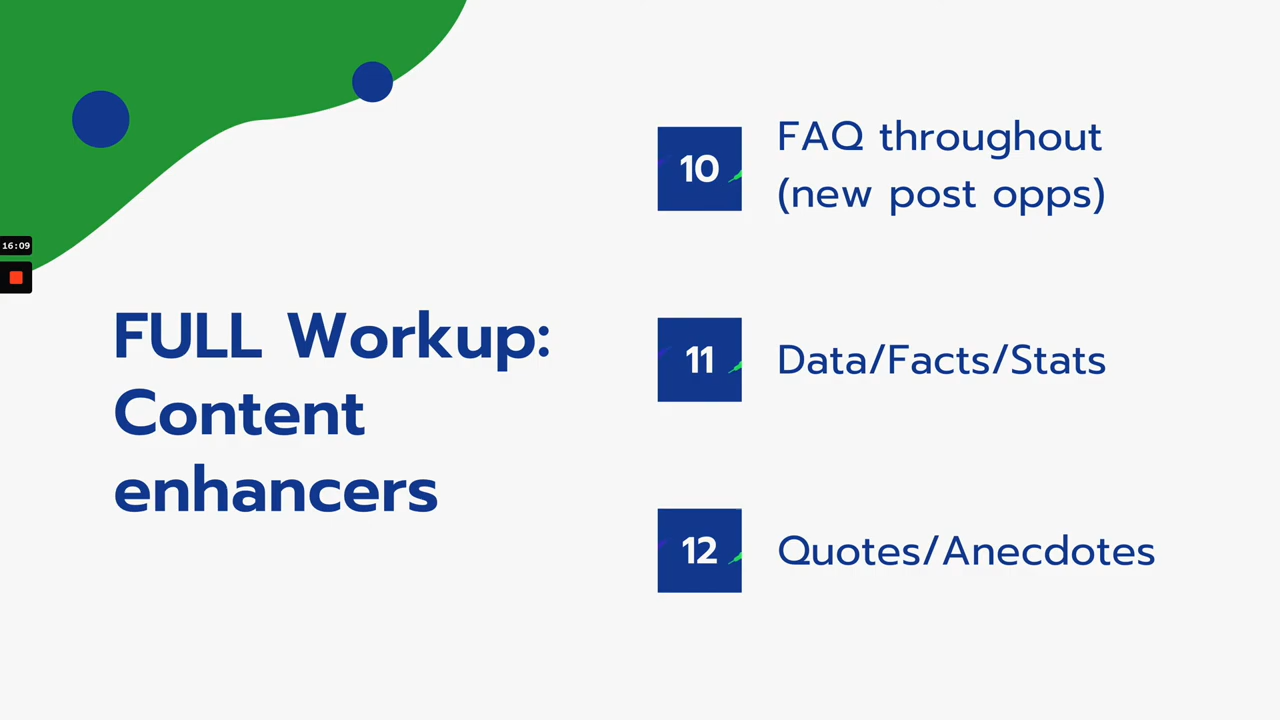 16:09
FULL Workup:
Content
enhancers
10
FAQ throughout
(new post opps)
11
Data/Facts/Stats
12
Quotes/Anecdotes